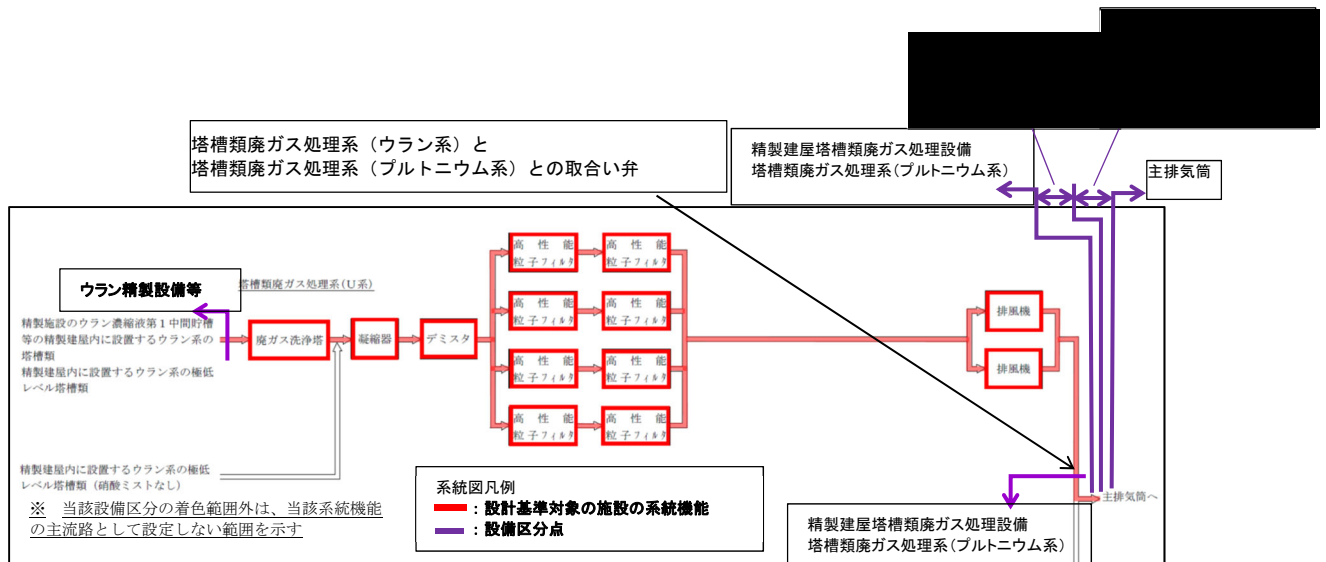 塔槽類廃ガス処理系（ウラン系）と
塔槽類廃ガス処理系（プルトニウム系）との取合い弁
精製建屋塔槽類廃ガス処理設備
塔槽類廃ガス処理系(プルトニウム系)
主排気筒
ウラン精製設備等
塔槽類廃ガス処理系(U系)
精製施設のウラン濃縮液第１中間貯槽
等の精製建屋内に設置するウラン系の
塔槽類
精製建屋内に設置するウラン系の極低
レベル塔槽類
廃ガス洗浄塔
凝縮器
デミスタ
高性能
粒子フィルタ
高性能
粒子フィルタ
高性能
粒子フィルタ
高性能
粒子フィルタ
高性能
粒子フィルタ
高性能
粒子フィルタ
高性能
粒子フィルタ
高性能
粒子フィルタ
排風機
排風機
精製建屋内に設置するウラン系の極低
レベル塔槽類（硝酸ミストなし）
※　当該設備区分の着色範囲外は、当該系統機能
の主流路として設定しない範囲を示す
系統図凡例
：設計基準対象の施設の系統機能
：設備区分点
主排気筒へ
精製建屋塔槽類廃ガス処理設備
塔槽類廃ガス処理系(プルトニウム系)